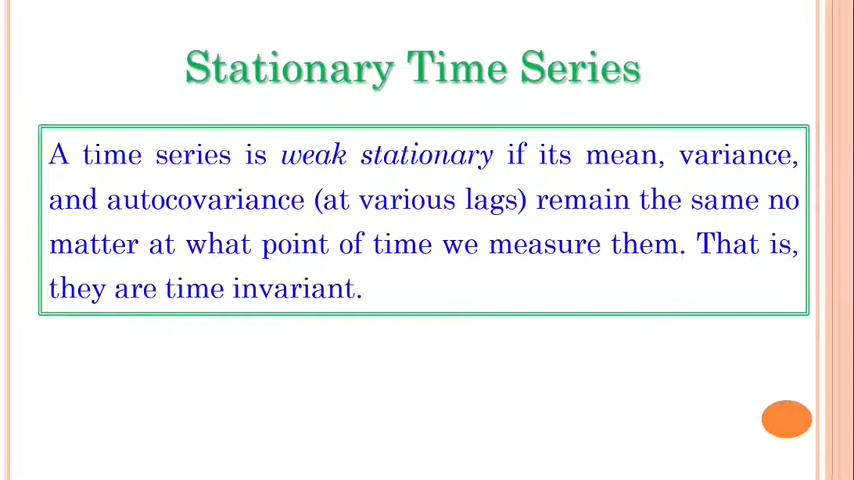 Stationary Time Series
A time series is weak stationary if its mean, variance,
and autocovariance (at various lags) remain the same no
matter at what point of time we measure them. That is,
they are time invariant.